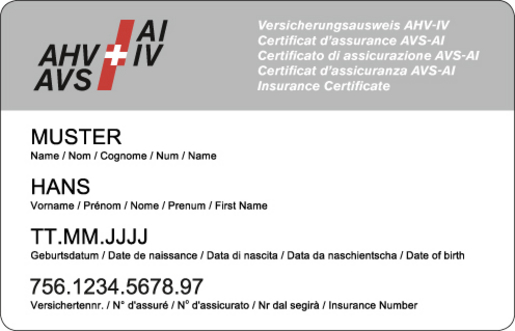 AHV AI
AVS IV
Versicherungsausweis AHV-IV
Certificat d'assurance AVS-AI
Certificato di assicurazione AVS-AI
Certificat d'assicuranza AVS-AI
Insurance Certificate
MUSTER
Name / Nom / Cognome / Num / Name
HANS
Vorname / Prénom / Nome / Prenum / First Name
TT.MM.JJJJ
Geburtsdatum / Date de naissance / Data di nascita / Data da naschientscha / Date of birth
756.1234.5678.97
Versichertennr. / N° d'assuré / N° d'assicurato / Nr dal segirà / Insurance Number